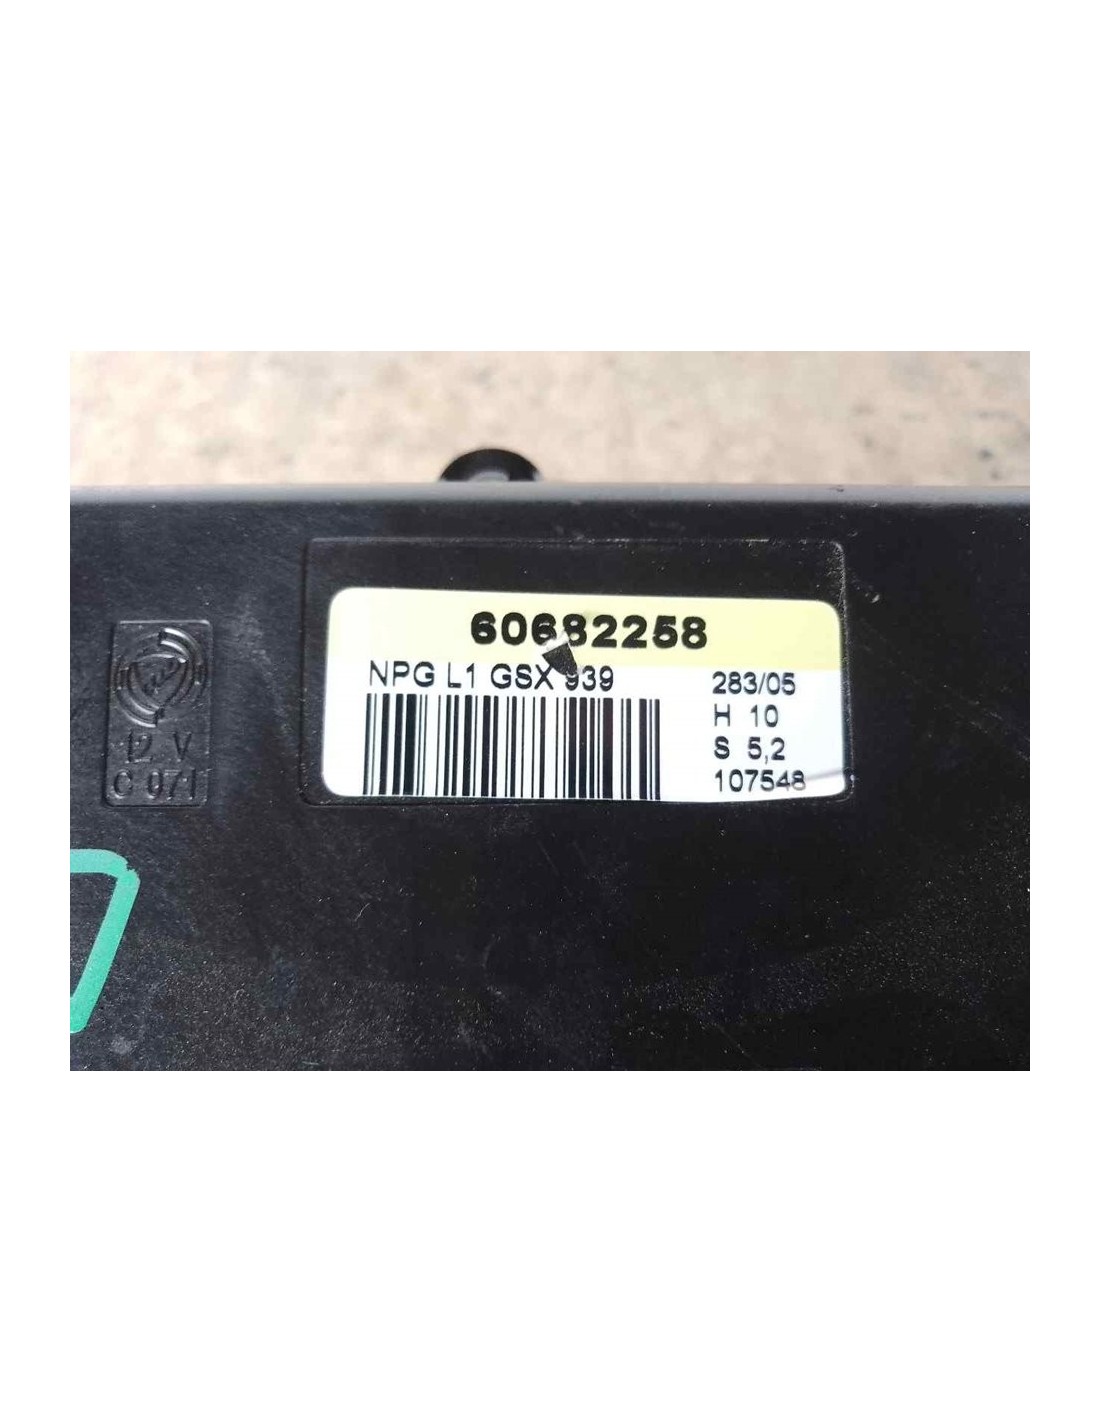 60682258
NPG L1 GSX 939
283/05
H 10
S 5,2
107548
12 V
C 071